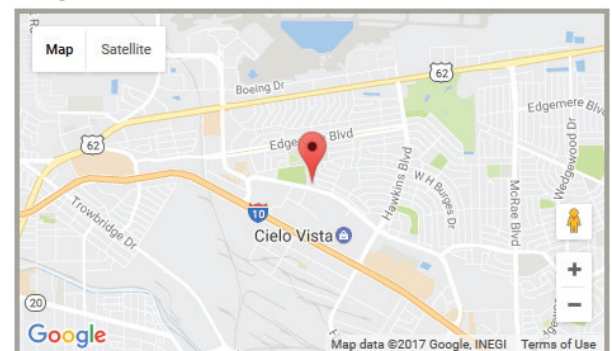 Map Satellite
62
Boeing Dr
Edgemere Blvd
Edgemere Blvd
62
Hawkins Blvd
W H Burges Dr
McRae Blvd
Wedgewood Dr
Trowbridge Dr
10
Cielo Vista
20
+
−
Google
Map data ©2017 Google, INEGI Terms of Use